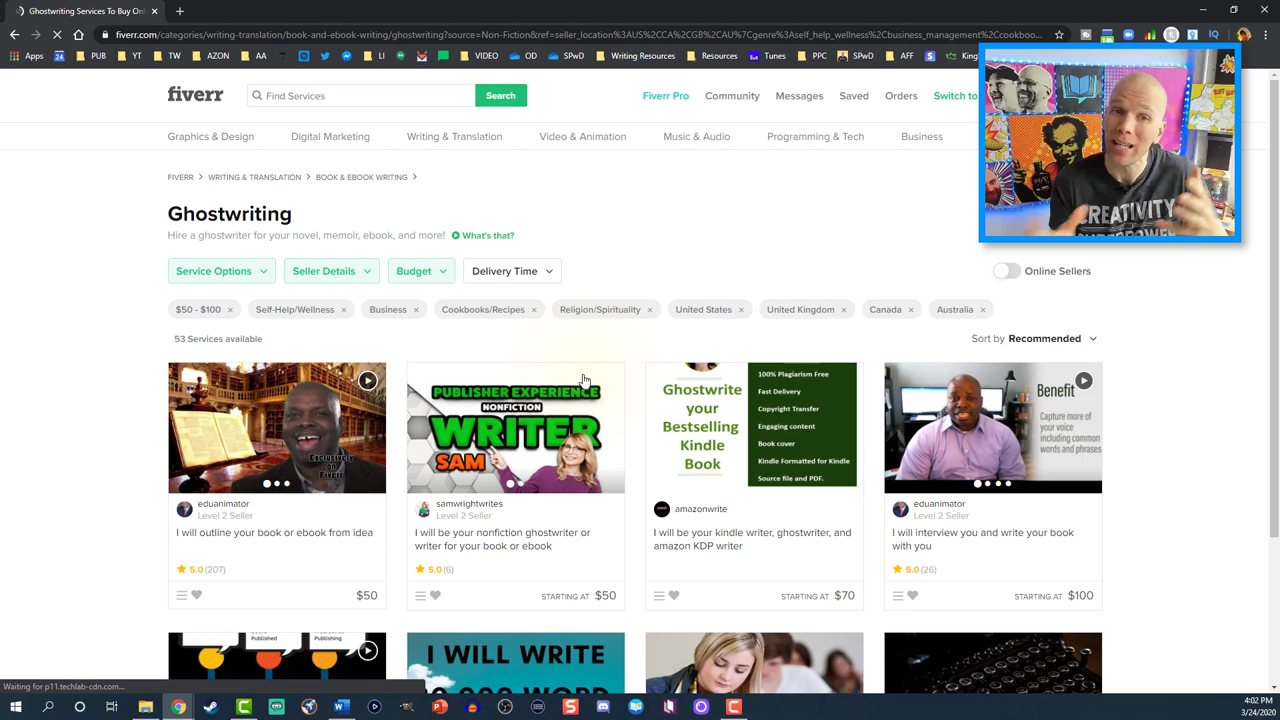 Ghostwriting Services To Buy On
fiverr.com/categories/writing-translation/book-and-ebook-writing/ghostwriting?source=Non-Fiction&ref=seller_location%3AUS%2CCA%2CGB%2CAU%7Cgenre%3Aself_help_wellness%2Cbusiness_management%2Ccookboo...
Apps PUB YT AZON AA LI VIDEO OD SPwD Writing Resources Resources Tunes PPC SPwD AFF King
fiverr
Find Services
Search
Fiverr Pro Community Messages Saved Orders Switch to
Graphics & Design Digital Marketing Writing & Translation Video & Animation Music & Audio Programming & Tech Business
FIVERR > WRITING & TRANSLATION > BOOK & EBOOK WRITING >
CREATIVITY
Ghostwriting
Hire a ghostwriter for your novel, memoir, ebook, and more! What's that?
Service Options Seller Details Budget Delivery Time
Online Sellers
$50 - $100 × Self-Help/Wellness × Business × Cookbooks/Recipes × Religion/Spirituality × United States × United Kingdom × Canada × Australia ×
53 Services available
Sort by Recommended
Exclusively
on
Fiverr
eduanimator
Level 2 Seller
I will outline your book or ebook from idea
5.0 (207)
$50
PUBLISHER EXPERIENCE
NONFICTION
WRITER
SAM
samwrightwrites
Level 2 Seller
I will be your nonfiction ghostwriter or
writer for your book or ebook
5.0 (6)
STARTING AT $50
Ghostwrite
your
Bestselling
Kindle
Book
100% Plagiarism Free
Fast Delivery
Copyright Transfer
Engaging content
Book cover
Kindle Formatted for Kindle
Source file and PDF.
amazonwrite
I will be your kindle writer, ghostwriter, and
amazon KDP writer
STARTING AT $70
Benefit
Capture more of
your voice
including common
words and phrases
eduanimator
Level 2 Seller
I will interview you and write your book
with you
5.0 (26)
STARTING AT $100
Published
Publishing
I WILL WRITE
WORD
Waiting for p11.techlab-cdn.com...
4:02 PM
3/24/2020